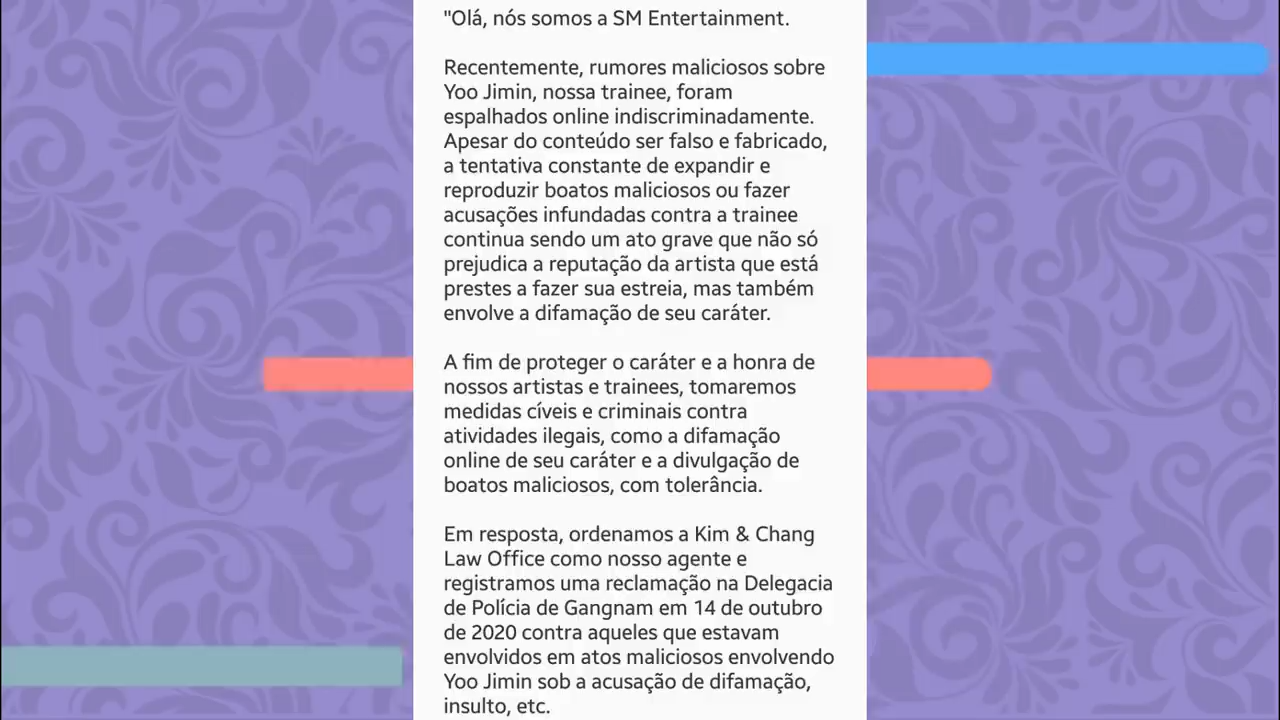 "Olá, nós somos a SM Entertainment.
Recentemente, rumores maliciosos sobre
Yoo Jimin, nossa trainee, foram
espalhados online indiscriminadamente.
Apesar do conteúdo ser falso e fabricado,
a tentativa constante de expandir e
reproduzir boatos maliciosos ou fazer
acusações infundadas contra a trainee
continua sendo um ato grave que não só
prejudica a reputação da artista que está
prestes a fazer sua estreia, mas também
envolve a difamação de seu caráter.
A fim de proteger o caráter e a honra de
nossos artistas e trainees, tomaremos
medidas cíveis e criminais contra
atividades ilegais, como a difamação
online de seu caráter e a divulgação de
boatos maliciosos, com tolerância.
Em resposta, ordenamos a Kim & Chang
Law Office como nosso agente e
registramos uma reclamação na Delegacia
de Polícia de Gangnam em 14 de outubro
de 2020 contra aqueles que estavam
envolvidos em atos maliciosos envolvendo
Yoo Jimin sob a acusação de difamação,
insulto, etc.